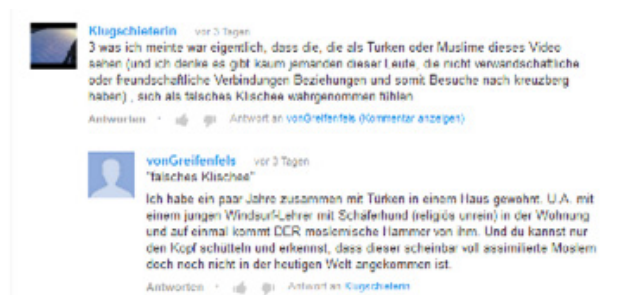 Klugschieterin vor 3 Tagen
3 was ich meinte war eigentlich, dass die, die als Türken oder Muslime dieses Video
sehen (und ich denke es gibt kaum jemanden dieser Leute, die nicht verwandschaftliche
oder freundschaftliche Verbindungen Beziehungen und somit Besuche nach kreuzberg
haben) , sich als falsches Klischee wahrgenommen fühlen
Antworten · Antwort an vonGreifenfels (Kommentar anzeigen)
vonGreifenfels vor 3 Tagen
"falsches Klischee"
Ich habe ein paar Jahre zusammen mit Türken in einem Haus gewohnt. U.A. mit
einem jungen Windsurf-Lehrer mit Schäferhund (religiös unrein) in der Wohnung
und auf einmal kommt DER moslemische Hammer von ihm. Und du kannst nur
den Kopf schütteln und erkennst, dass dieser scheinbar voll assimilierte Moslem
doch noch nicht in der heutigen Welt angekommen ist.
Antworten · Antwort an Klugschieterin